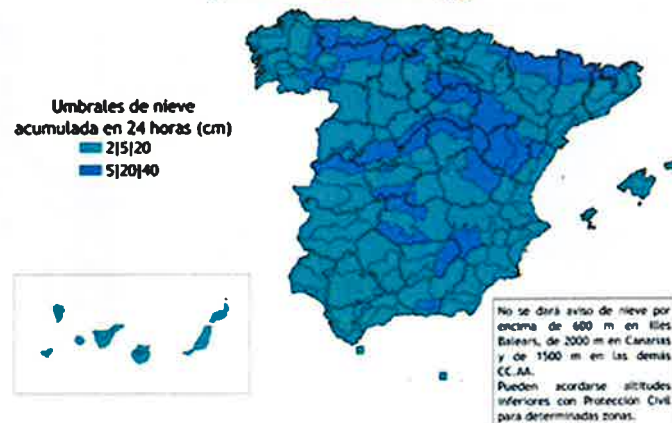 Umbrales de nieve
acumulada en 24 horas (cm)
2|5|20
5|20|40
No se dará aviso de nieve por
encima de 600 m en Illes
Balears, de 2000 m en Canarias
y de 1500 m en las demás
CC.AA.
Pueden acordarse altitudes
inferiores con Protección Civil
para determinadas zonas.